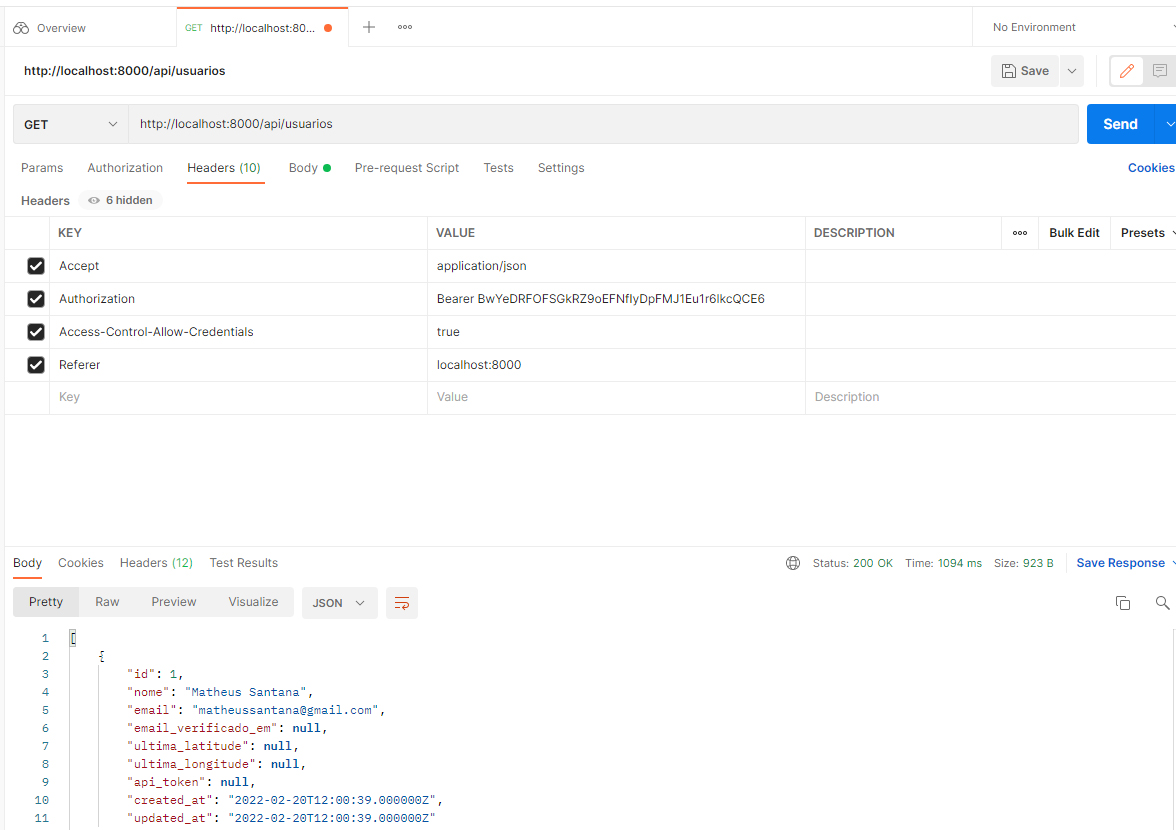 Overview
GET http://localhost:80...
No Environment
http://localhost:8000/api/usuarios
Save
GET
http://localhost:8000/api/usuarios
Send
Params Authorization Headers (10) Body Pre-request Script Tests Settings Cookies
Headers 6 hidden
KEY VALUE DESCRIPTION Bulk Edit Presets
Accept application/json
Authorization Bearer BwYeDRFOFSGkRZ9oEFNfIyDpFMJ1Eu1r6lkcQCE6
Access-Control-Allow-Credentials true
Referer localhost:8000
Key Value Description
Body Cookies Headers (12) Test Results Status: 200 OK Time: 1094 ms Size: 923 B Save Response
Pretty Raw Preview Visualize JSON
1 [
2 {
3 "id": 1,
4 "nome": "Matheus Santana",
5 "email": "matheussantana@gmail.com",
6 "email_verificado_em": null,
7 "ultima_latitude": null,
8 "ultima_longitude": null,
9 "api_token": null,
10 "created_at": "2022-02-20T12:00:39.000000Z",
11 "updated_at": "2022-02-20T12:00:39.000000Z"